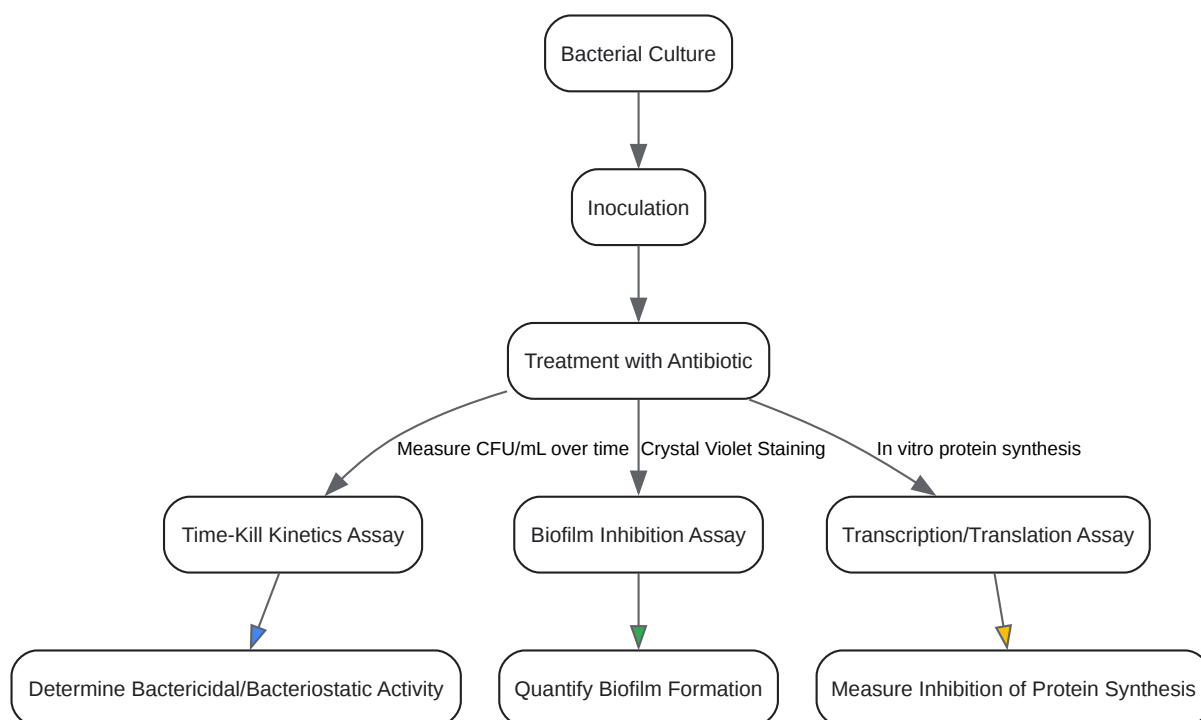 Bacterial Culture
Inoculation
Treatment with Antibiotic
Measure CFU/mL over time
Crystal Violet Staining
In vitro protein synthesis
Time-Kill Kinetics Assay
Biofilm Inhibition Assay
Transcription/Translation Assay
Determine Bactericidal/Bacteriostatic Activity
Quantify Biofilm Formation
Measure Inhibition of Protein Synthesis